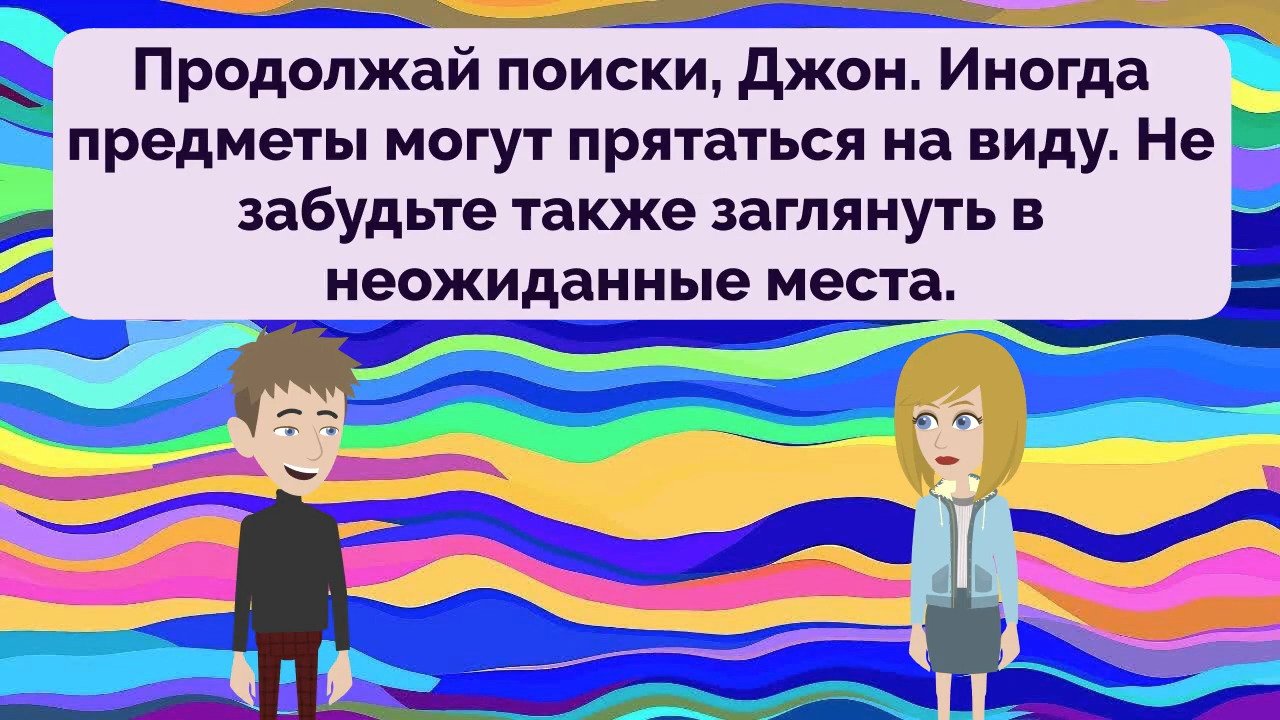 Продолжай поиски, Джон. Иногда
предметы могут прятаться на виду. Не
забудьте также заглянуть в
неожиданные места.